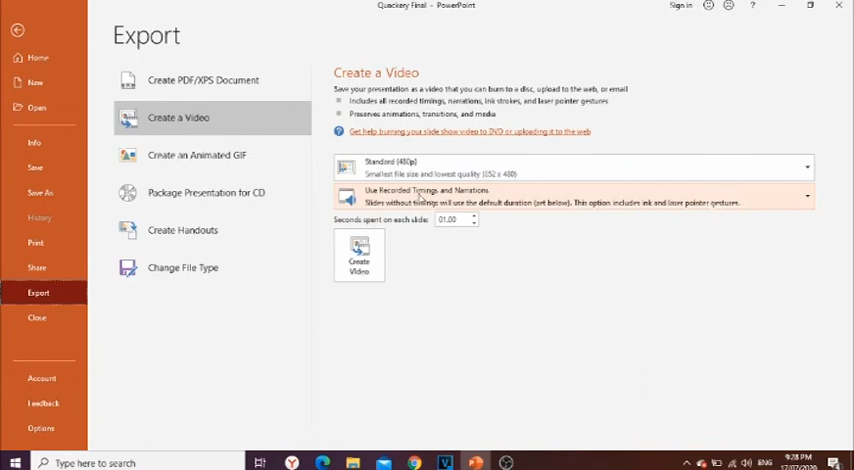 Quackery Final - PowerPoint
Sign in
?
Export
Home
New
Open
Info
Save
Save As
History
Print
Share
Export
Close
Account
Feedback
Options
Create PDF/XPS Document
Create a Video
Create an Animated GIF
Package Presentation for CD
Create Handouts
Change File Type
Create a Video
Save your presentation as a video that you can burn to a disc, upload to the web, or email
Includes all recorded timings, narrations, ink strokes, and laser pointer gestures
Preserves animations, transitions, and media
Get help burning your slide show video to DVD or uploading it to the web
Standard (480p)
Smallest file size and lowest quality (852 x 480)
Use Recorded Timings and Narrations
Slides without timings will use the default duration (set below). This option includes ink and laser pointer gestures.
Seconds spent on each slide: 01.00
Create
Video
Type here to search
ENG
9:28 PM
17/07/2020